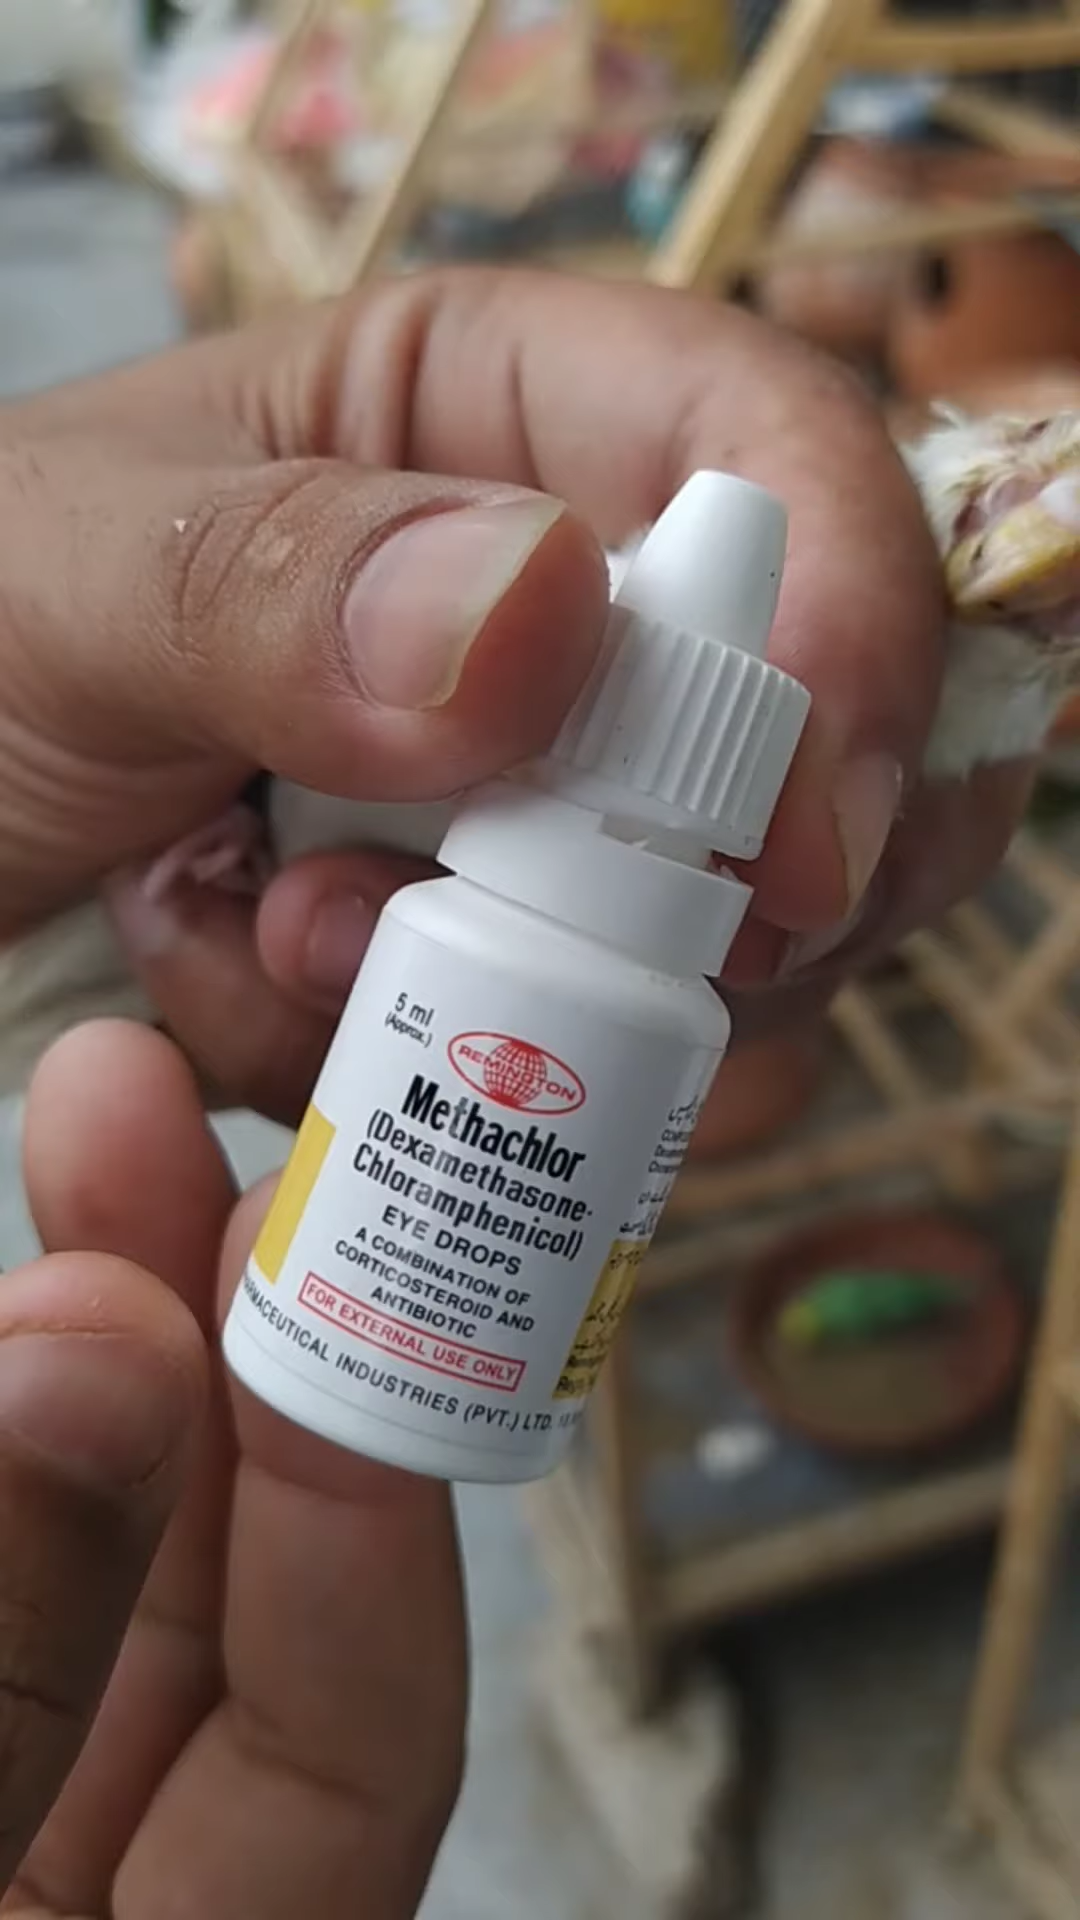 5 ml
(Approx.)
REMINGTON
Methachlor
(Dexamethasone-
Chloramphenicol)
EYE DROPS
A COMBINATION OF
CORTICOSTEROID AND
ANTIBIOTIC
FOR EXTERNAL USE ONLY
PHARMACEUTICAL INDUSTRIES (PVT.) LTD.